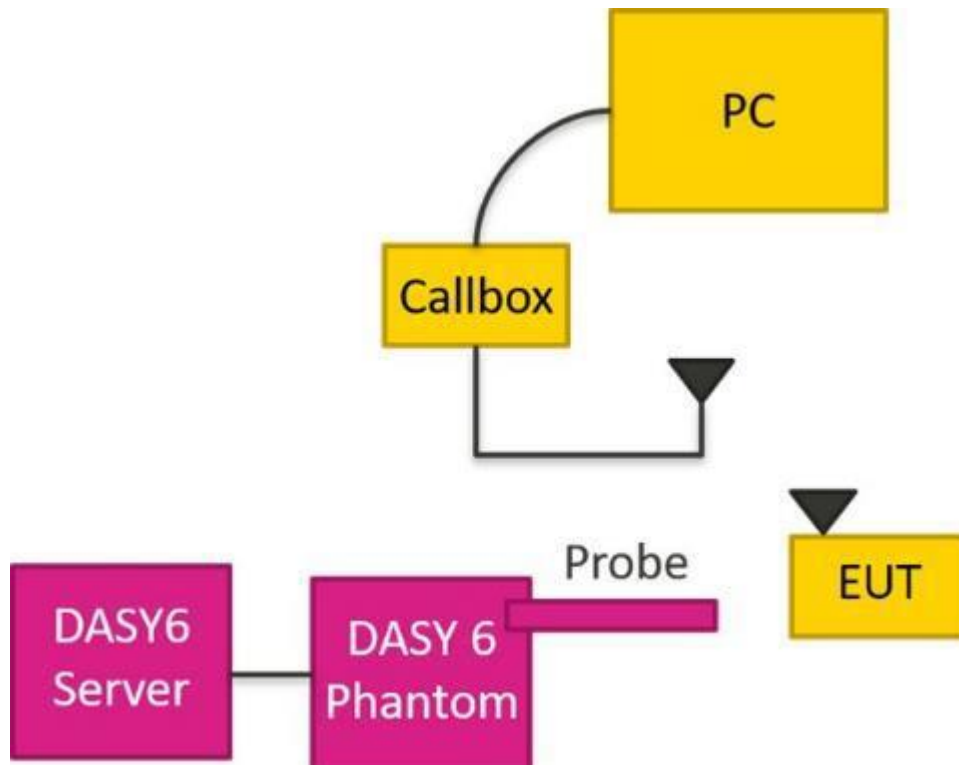 PC
Callbox
Probe
EUT
DASY6
Server
DASY 6
Phantom